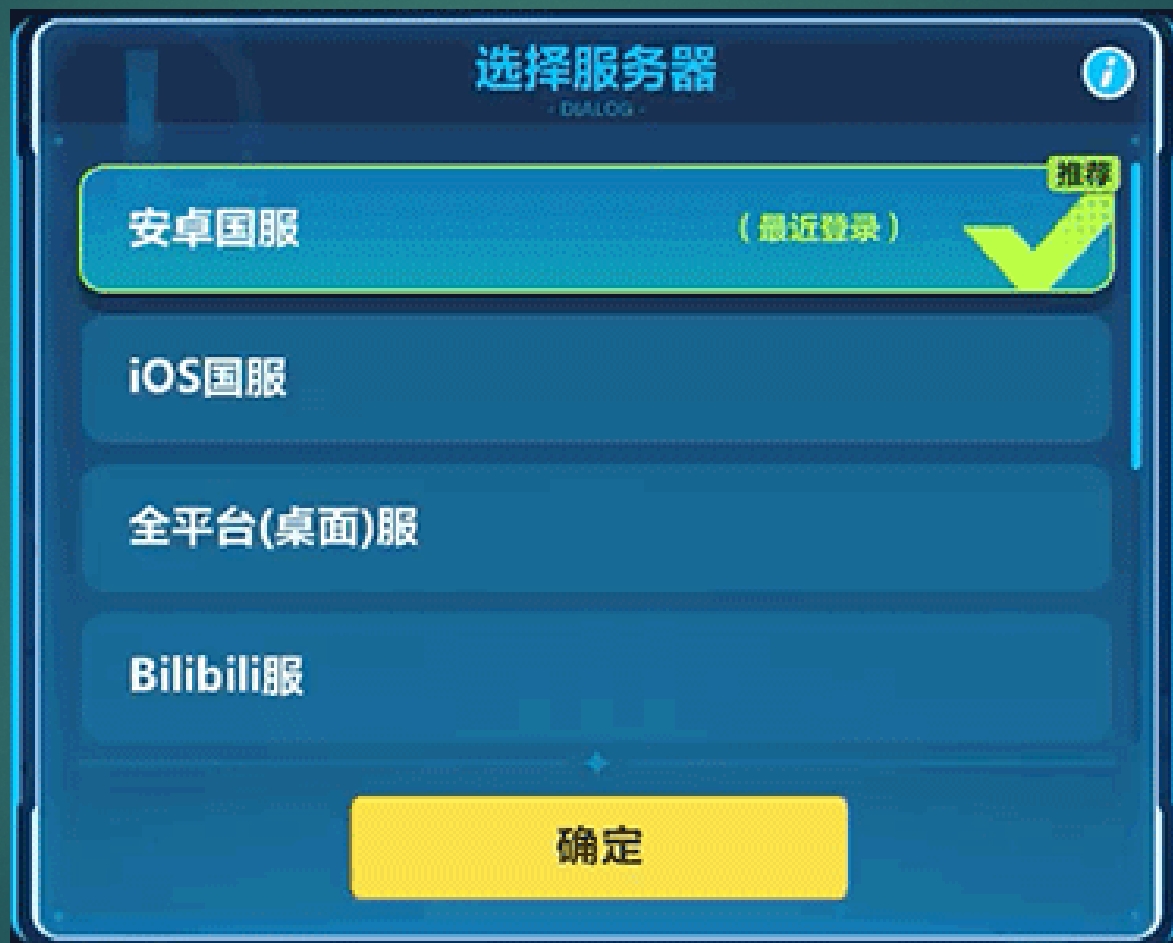 选择服务器
- DIALOG -
推荐
安卓国服 (最近登录)
iOS国服
全平台(桌面)服
Bilibili服
确定